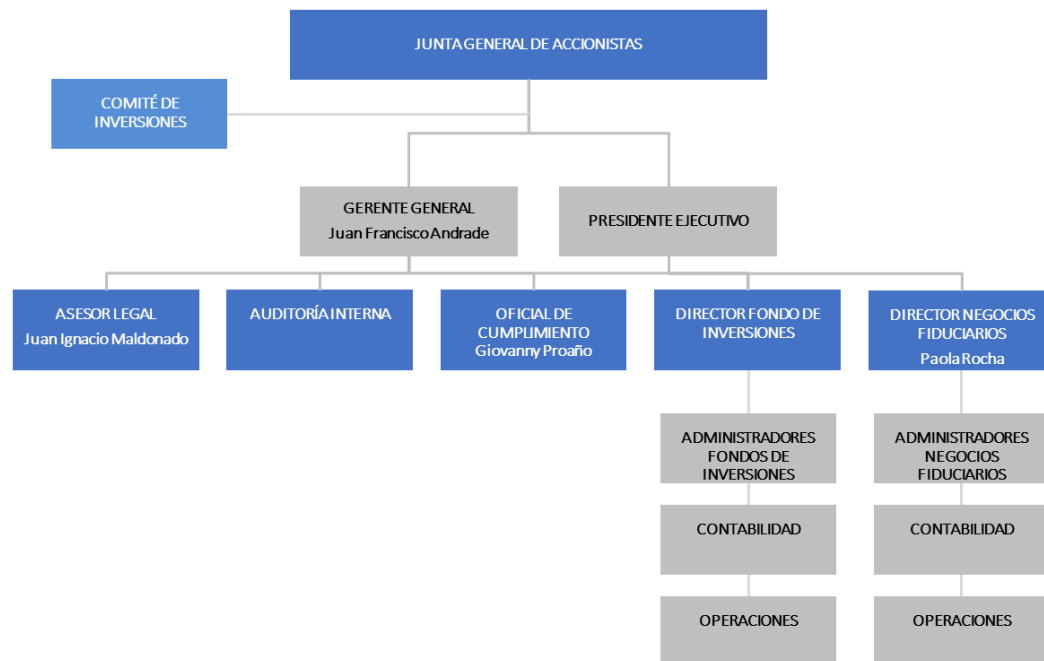 JUNTA GENERAL DE ACCIONISTAS
COMITÉ DE
INVERSIONES
GERENTE GENERAL
Juan Francisco Andrade
PRESIDENTE EJECUTIVO
ASESOR LEGAL
Juan Ignacio Maldonado
AUDITORÍA INTERNA
OFICIAL DE
CUMPLIMIENTO
Giovanny Proaño
DIRECTOR FONDO DE
INVERSIONES
DIRECTOR NEGOCIOS
FIDUCIARIOS
Paola Rocha
ADMINISTRADORES
FONDOS DE
INVERSIONES
ADMINISTRADORES
NEGOCIOS
FIDUCIARIOS
CONTABILIDAD
CONTABILIDAD
OPERACIONES
OPERACIONES